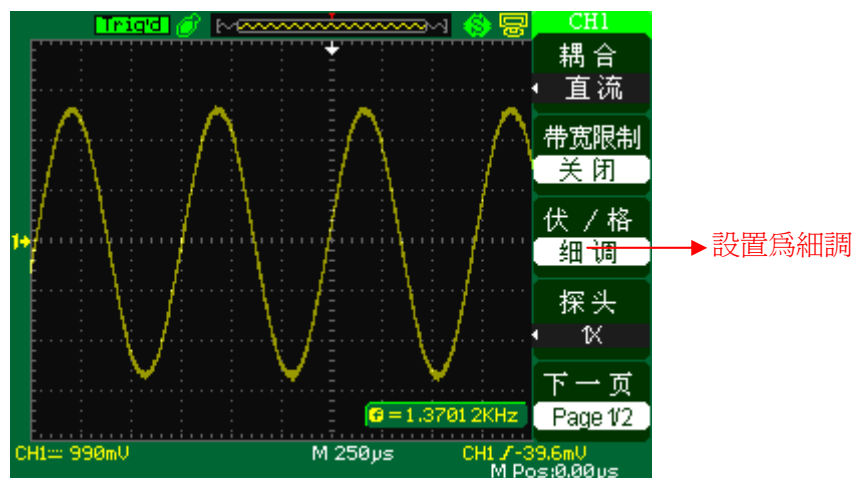 Trig'd
CH1
耦合
直流
带宽限制
关闭
伏/格
细调
設置爲細調
探头
1X
下一页
Page 1/2
f=1.37012KHz
1
CH1 990mV
M 250μs
CH1 -39.6mV
M Pos:0.00μs